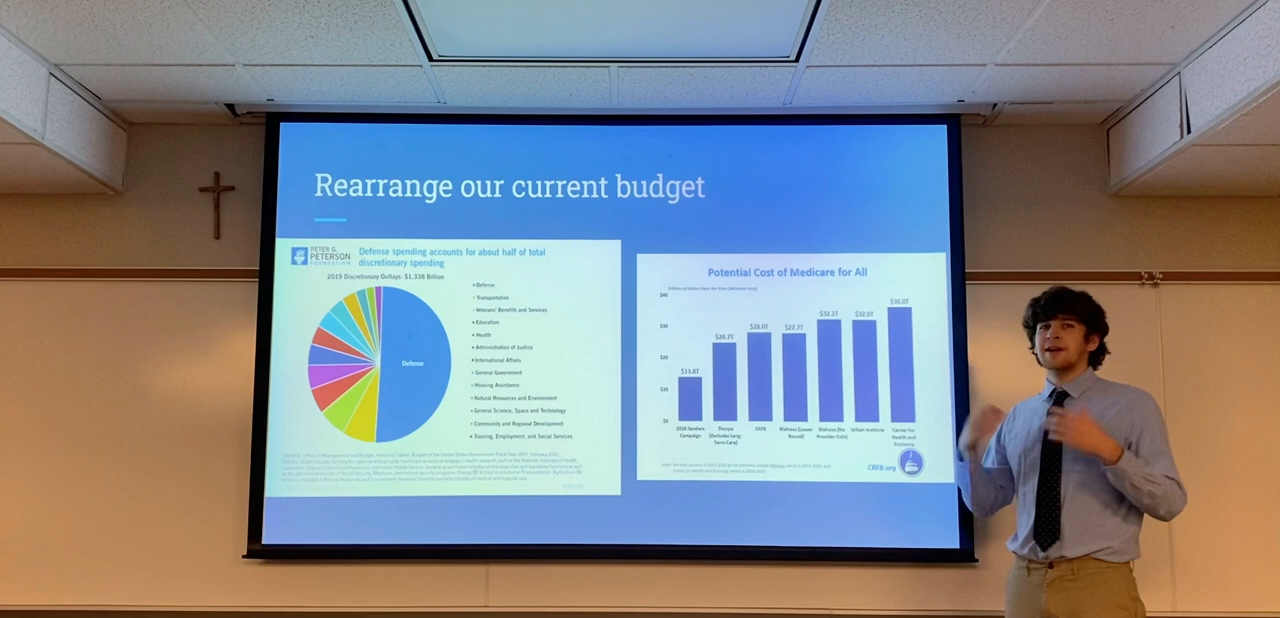 Rearrange our current budget
PETER G.
PETERSON
FOUNDATION
Defense spending accounts for about half of total
discretionary spending
2019 Discretionary Outlays: $1,338 Billion
Defense
Defense
Transportation
Veterans' Benefits and Services
Education
Health
Administration of Justice
International Affairs
General Government
Housing Assistance
Natural Resources and Environment
General Science, Space and Technology
Community and Regional Development
Training, Employment, and Social Services
Potential Cost of Medicare for All
$40
$30
$20
$10
$0
$13.8T
$24.7T
$28.0T
$27.7T
$32.1T
$32.0T
$36.0T
2016 Sanders
Campaign
Thorpe
(Excludes Long-
Term Care)
CRFB
Blahous (Lower
Bound)
Blahous (No
Provider Cuts)
Urban Institute
Center for
Health and
Economy
CRFB.org